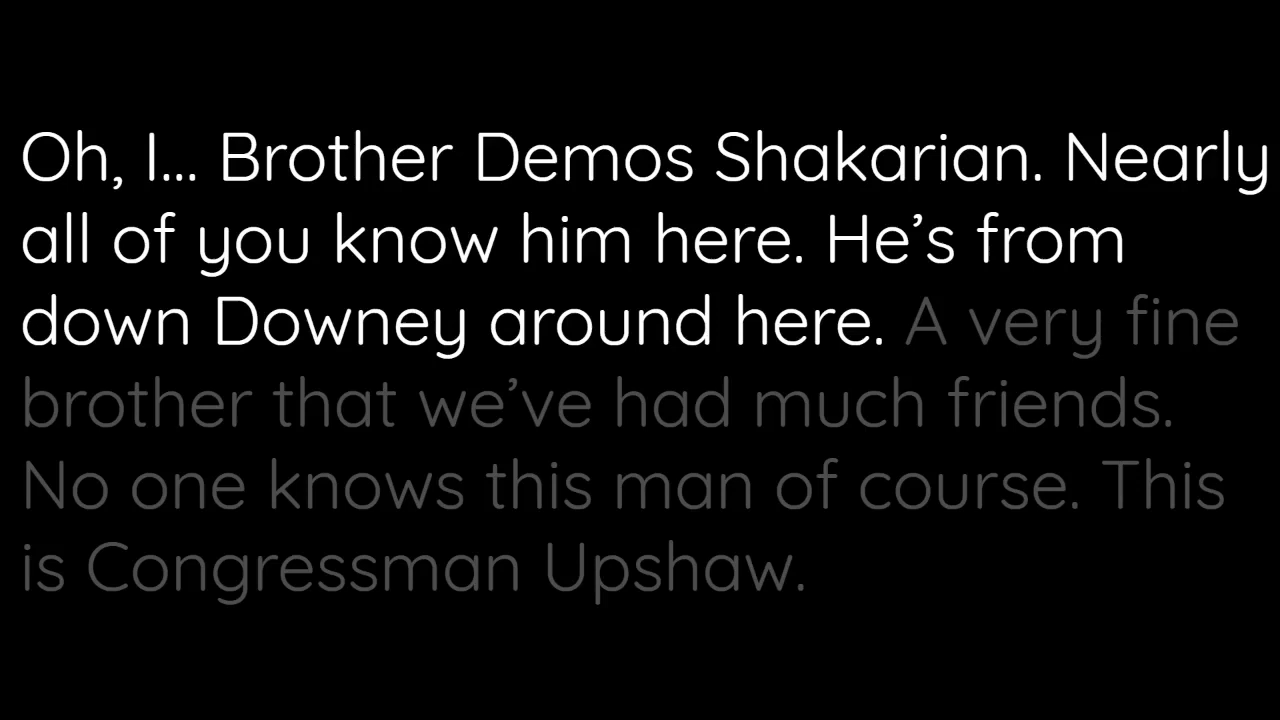 Oh, I... Brother Demos Shakarian. Nearly
all of you know him here. He’s from
down Downey around here. A very fine
brother that we’ve had much friends.
No one knows this man of course. This
is Congressman Upshaw.